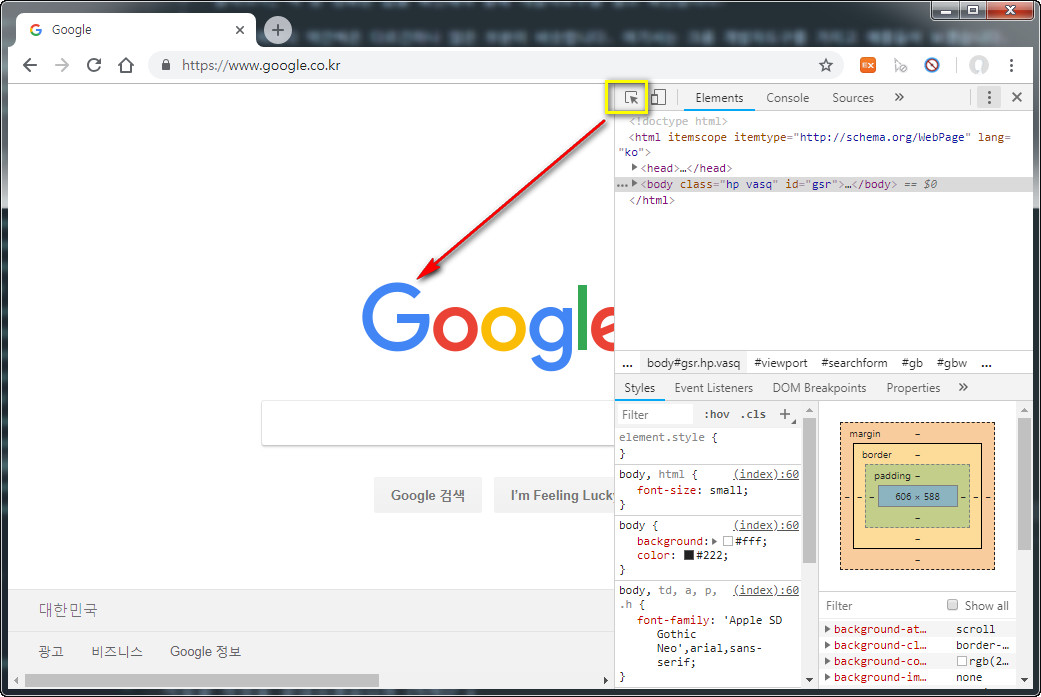 Google
https://www.google.co.kr
EX
Elements Console Sources »
<!doctype html>
<html itemscope itemtype="http://schema.org/WebPage" lang=
"ko">
<head>…</head>
<body class="hp vasq" id="gsr">…</body> == $0
</html>
Google
Google 검색 I'm Feeling Luck
대한민국
광고 비즈니스 Google 정보
... body#gsr.hp.vasq #viewport #searchform #gb #gbw ...
Styles Event Listeners DOM Breakpoints Properties »
Filter :hov .cls +
element.style {
}
body, html { (index):60
font-size: small;
}
body { (index):60
background: #fff;
color: #222;
}
body, td, a, p, (index):60
.h {
font-family: 'Apple SD
Gothic
Neo',arial,sans-
serif;
}
margin –
border –
padding –
– – – 606 × 588 – – –
–
–
–
Filter Show all
background-at… scroll
background-cl… border-…
background-co… rgb(2…
background-im… none